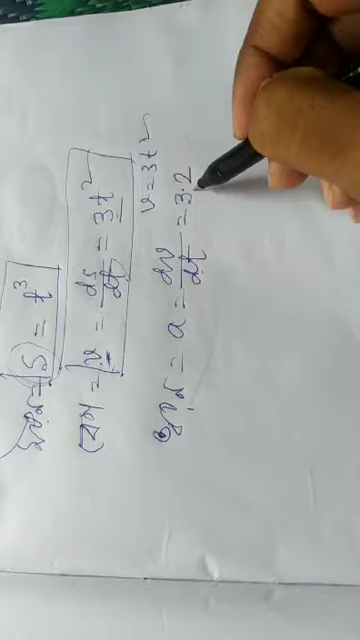 সরণ = S = t³
বেগ = v = ds/dt = 3t²
v = 3t²
ত্বরণ = a = dv/dt = 3.2